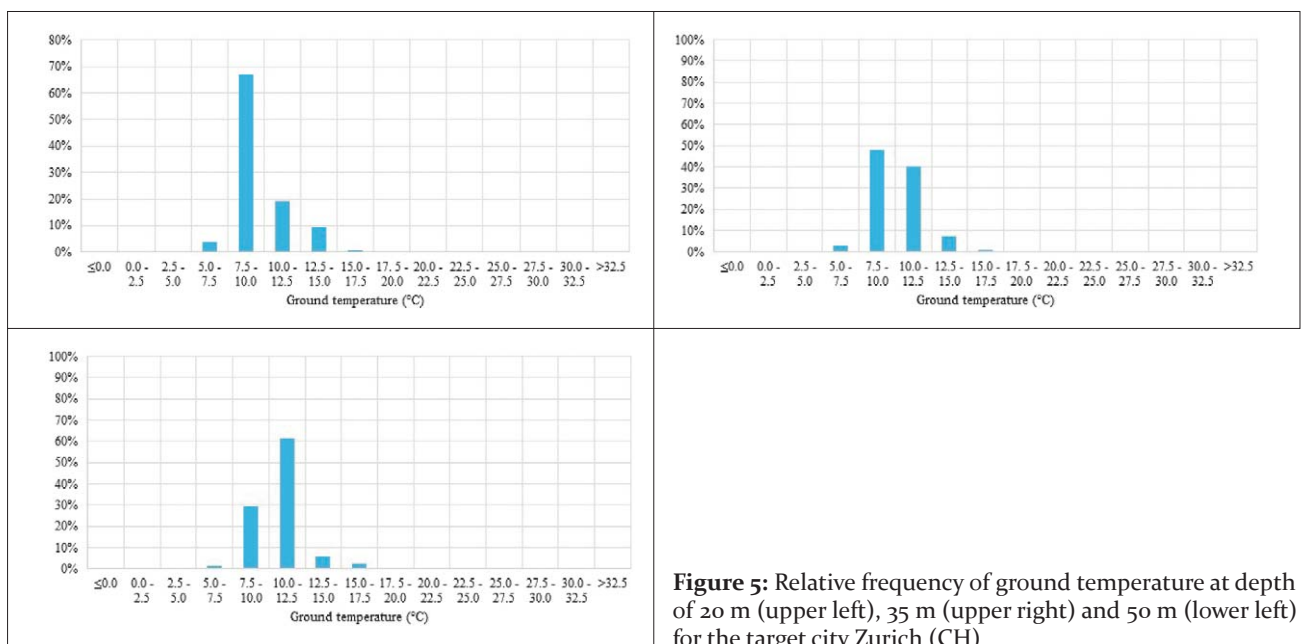 80%
70%
60%
50%
40%
30%
20%
10%
0%
≤0.0 0.0 - 2.5 - 5.0 - 7.5 - 10.0 - 12.5 - 15.0 - 17.5 - 20.0 - 22.5 - 25.0 - 27.5 - 30.0 - >32.5
2.5 5.0 7.5 10.0 12.5 15.0 17.5 20.0 22.5 25.0 27.5 30.0 32.5
Ground temperature (°C)
100%
90%
80%
70%
60%
50%
40%
30%
20%
10%
0%
≤0.0 0.0 - 2.5 - 5.0 - 7.5 - 10.0 - 12.5 - 15.0 - 17.5 - 20.0 - 22.5 - 25.0 - 27.5 - 30.0 - >32.5
2.5 5.0 7.5 10.0 12.5 15.0 17.5 20.0 22.5 25.0 27.5 30.0 32.5
Ground temperature (°C)
100%
90%
80%
70%
60%
50%
40%
30%
20%
10%
0%
≤0.0 0.0 - 2.5 - 5.0 - 7.5 - 10.0 - 12.5 - 15.0 - 17.5 - 20.0 - 22.5 - 25.0 - 27.5 - 30.0 - >32.5
2.5 5.0 7.5 10.0 12.5 15.0 17.5 20.0 22.5 25.0 27.5 30.0 32.5
Ground temperature (°C)
Figure 5: Relative frequency of ground temperature at depth
of 20 m (upper left), 35 m (upper right) and 50 m (lower left)
for the target city Zurich (CH)